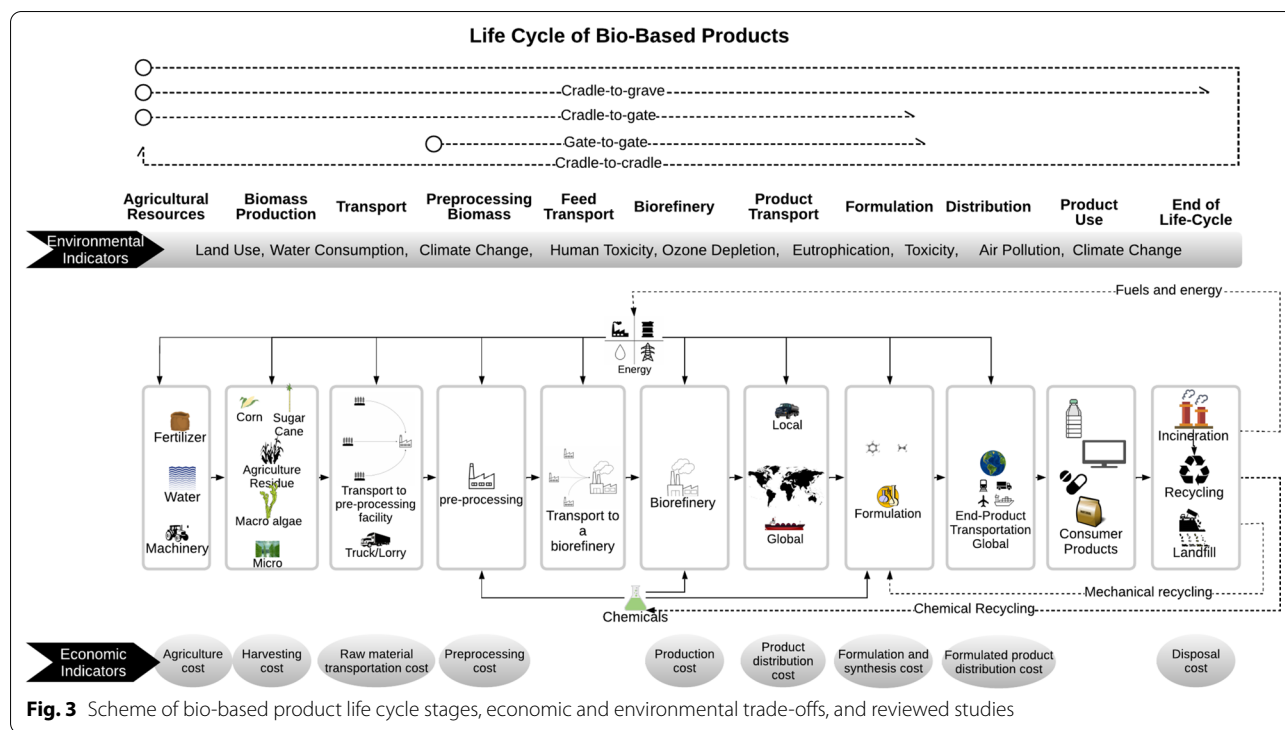 Life Cycle of Bio-Based Products
Cradle-to-grave
Cradle-to-gate
Gate-to-gate
Cradle-to-cradle
Agricultural
Resources
Biomass
Production
Transport
Preprocessing
Biomass
Feed
Transport
Biorefinery
Product
Transport
Formulation
Distribution
Product
Use
End of
Life-Cycle
Environmental
Indicators
Land Use, Water Consumption, Climate Change, Human Toxicity, Ozone Depletion, Eutrophication, Toxicity, Air Pollution, Climate Change
Fuels and energy
Energy
Fertilizer
Water
Machinery
Corn
Sugar
Cane
Agriculture
Residue
Macro algae
Micro
Transport to
pre-processing
facility
Truck/Lorry
pre-processing
Transport to
a
biorefinery
Biorefinery
Local
Global
Formulation
End-Product
Transportation
Global
Consumer
Products
Incineration
Recycling
Landfill
Mechanical recycling
Chemical Recycling
Chemicals
Economic
Indicators
Agriculture
cost
Harvesting
cost
Raw material
transportation cost
Preprocessing
cost
Production
cost
Product
distribution
cost
Formulation and
synthesis cost
Formulated product
distribution cost
Disposal
cost
Fig. 3 Scheme of bio-based product life cycle stages, economic and environmental trade-offs, and reviewed studies